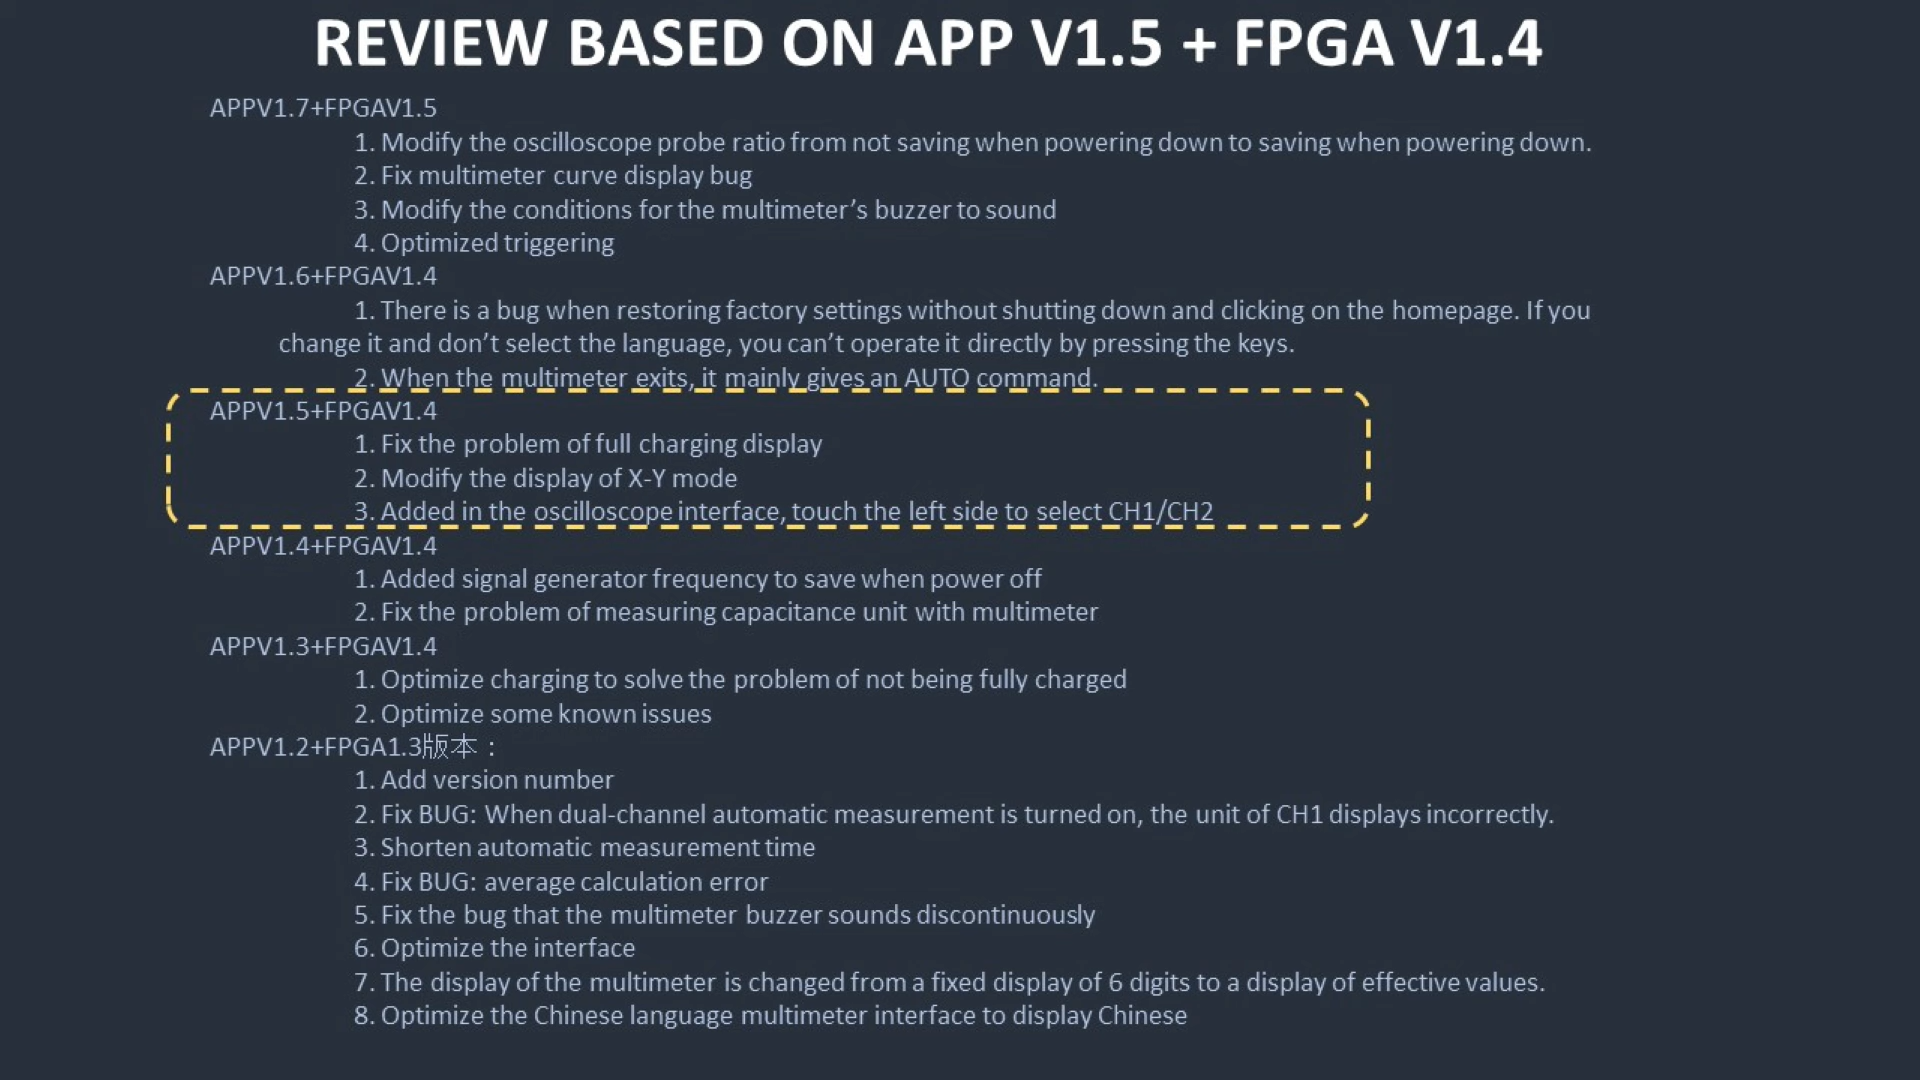 REVIEW BASED ON APP V1.5 + FPGA V1.4
APPV1.7+FPGAV1.5
1. Modify the oscilloscope probe ratio from not saving when powering down to saving when powering down.
2. Fix multimeter curve display bug
3. Modify the conditions for the multimeter’s buzzer to sound
4. Optimized triggering
APPV1.6+FPGAV1.4
1. There is a bug when restoring factory settings without shutting down and clicking on the homepage. If you
change it and don’t select the language, you can’t operate it directly by pressing the keys.
2. When the multimeter exits, it mainly gives an AUTO command.
APPV1.5+FPGAV1.4
1. Fix the problem of full charging display
2. Modify the display of X-Y mode
3. Added in the oscilloscope interface, touch the left side to select CH1/CH2
APPV1.4+FPGAV1.4
1. Added signal generator frequency to save when power off
2. Fix the problem of measuring capacitance unit with multimeter
APPV1.3+FPGAV1.4
1. Optimize charging to solve the problem of not being fully charged
2. Optimize some known issues
APPV1.2+FPGA1.3版本：
1. Add version number
2. Fix BUG: When dual-channel automatic measurement is turned on, the unit of CH1 displays incorrectly.
3. Shorten automatic measurement time
4. Fix BUG: average calculation error
5. Fix the bug that the multimeter buzzer sounds discontinuously
6. Optimize the interface
7. The display of the multimeter is changed from a fixed display of 6 digits to a display of effective values.
8. Optimize the Chinese language multimeter interface to display Chinese